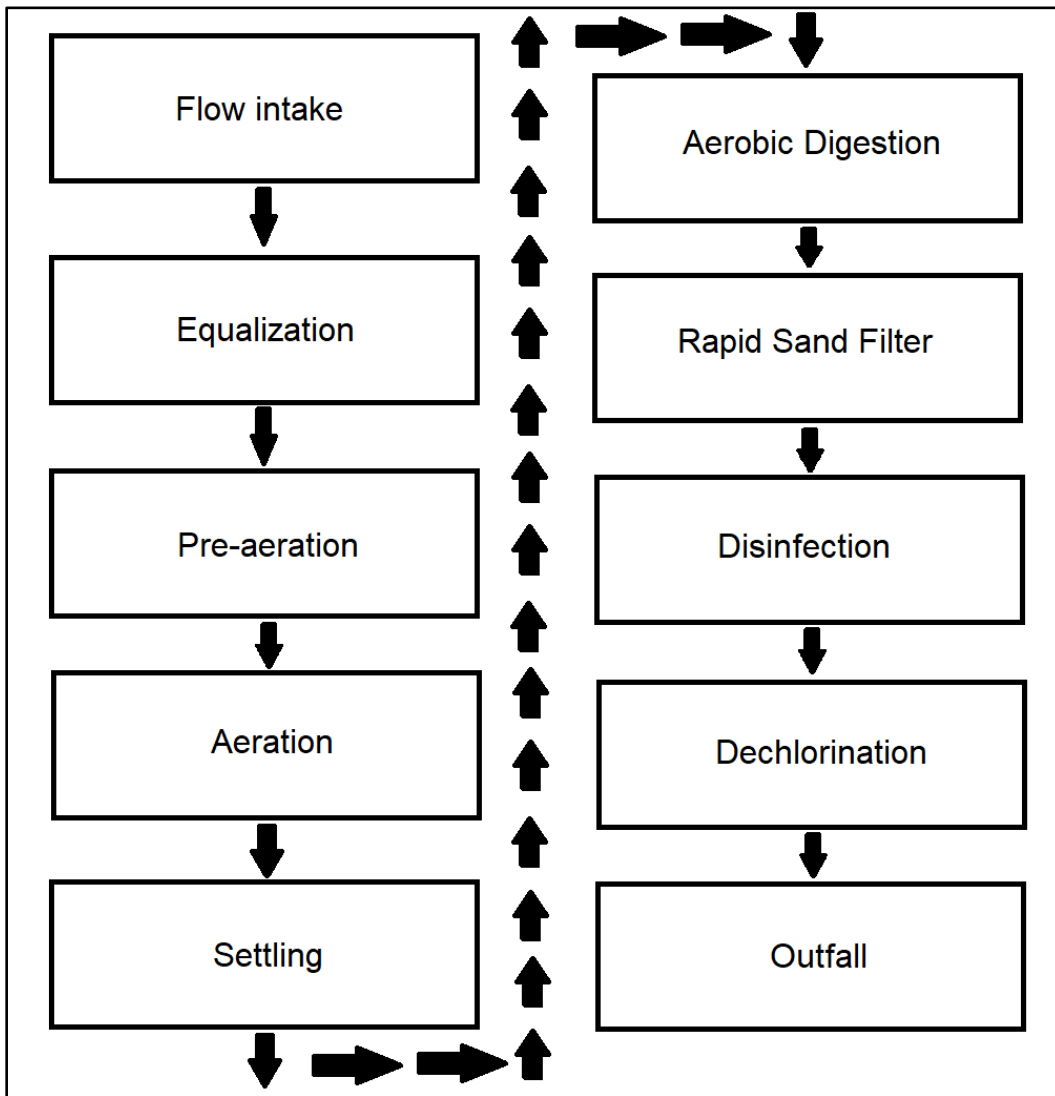 Flow intake
Equalization
Pre-aeration
Aeration
Settling
Aerobic Digestion
Rapid Sand Filter
Disinfection
Dechlorination
Outfall